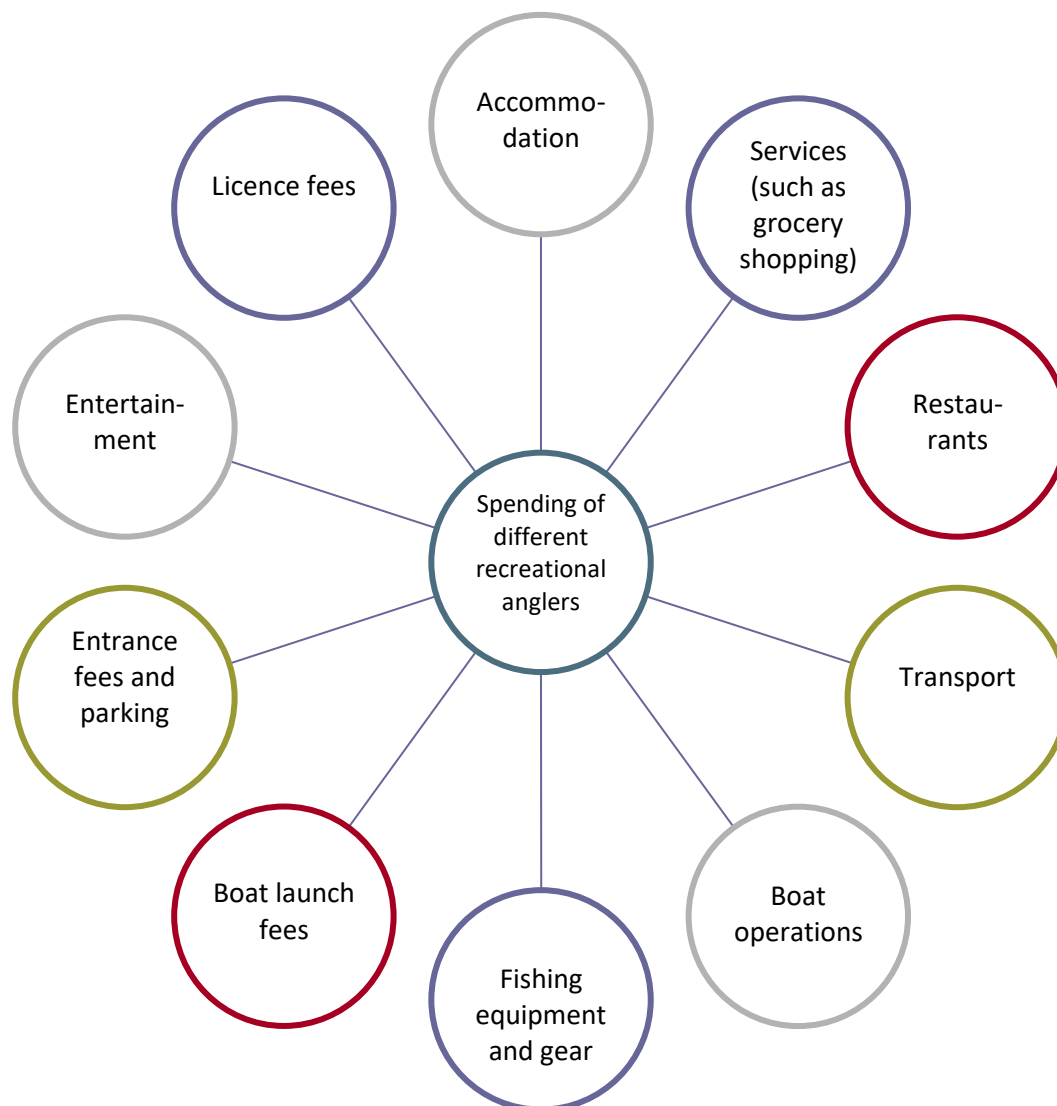 Accommo-
dation
Services
(such as
grocery
shopping)
Licence fees
Restau-
rants
Entertain-
ment
Spending of
different
recreational
anglers
Entrance
fees and
parking
Transport
Boat launch
fees
Boat
operations
Fishing
equipment
and gear